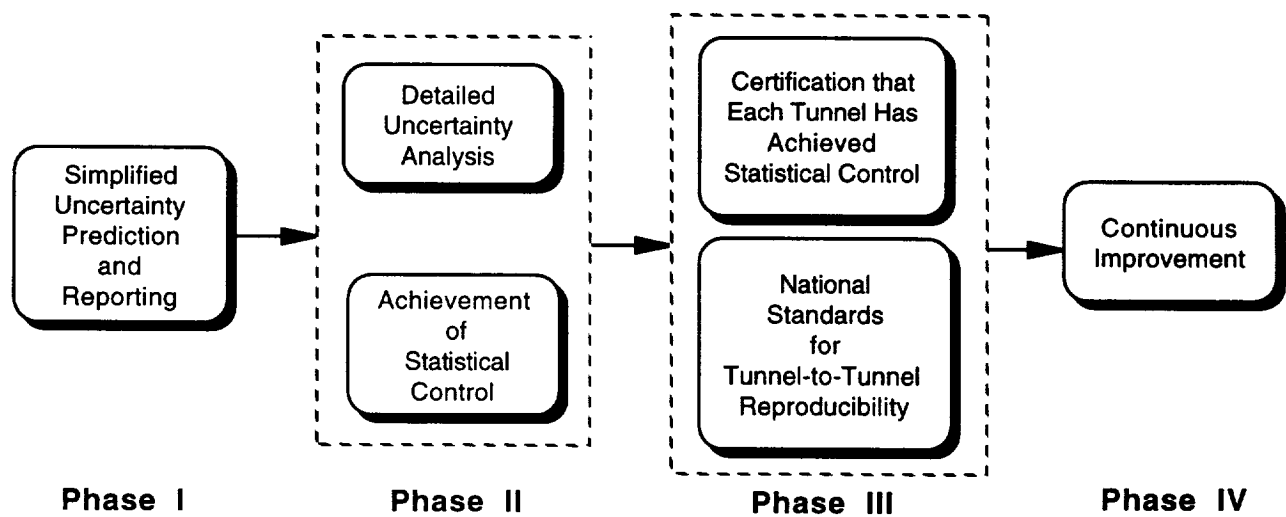 Simplified
Uncertainty
Prediction
and
Reporting
Detailed
Uncertainty
Analysis
Achievement
of
Statistical
Control
Certification that
Each Tunnel Has
Achieved
Statistical Control
National
Standards
for
Tunnel-to-Tunnel
Reproducibility
Continuous
Improvement
Phase I
Phase II
Phase III
Phase IV